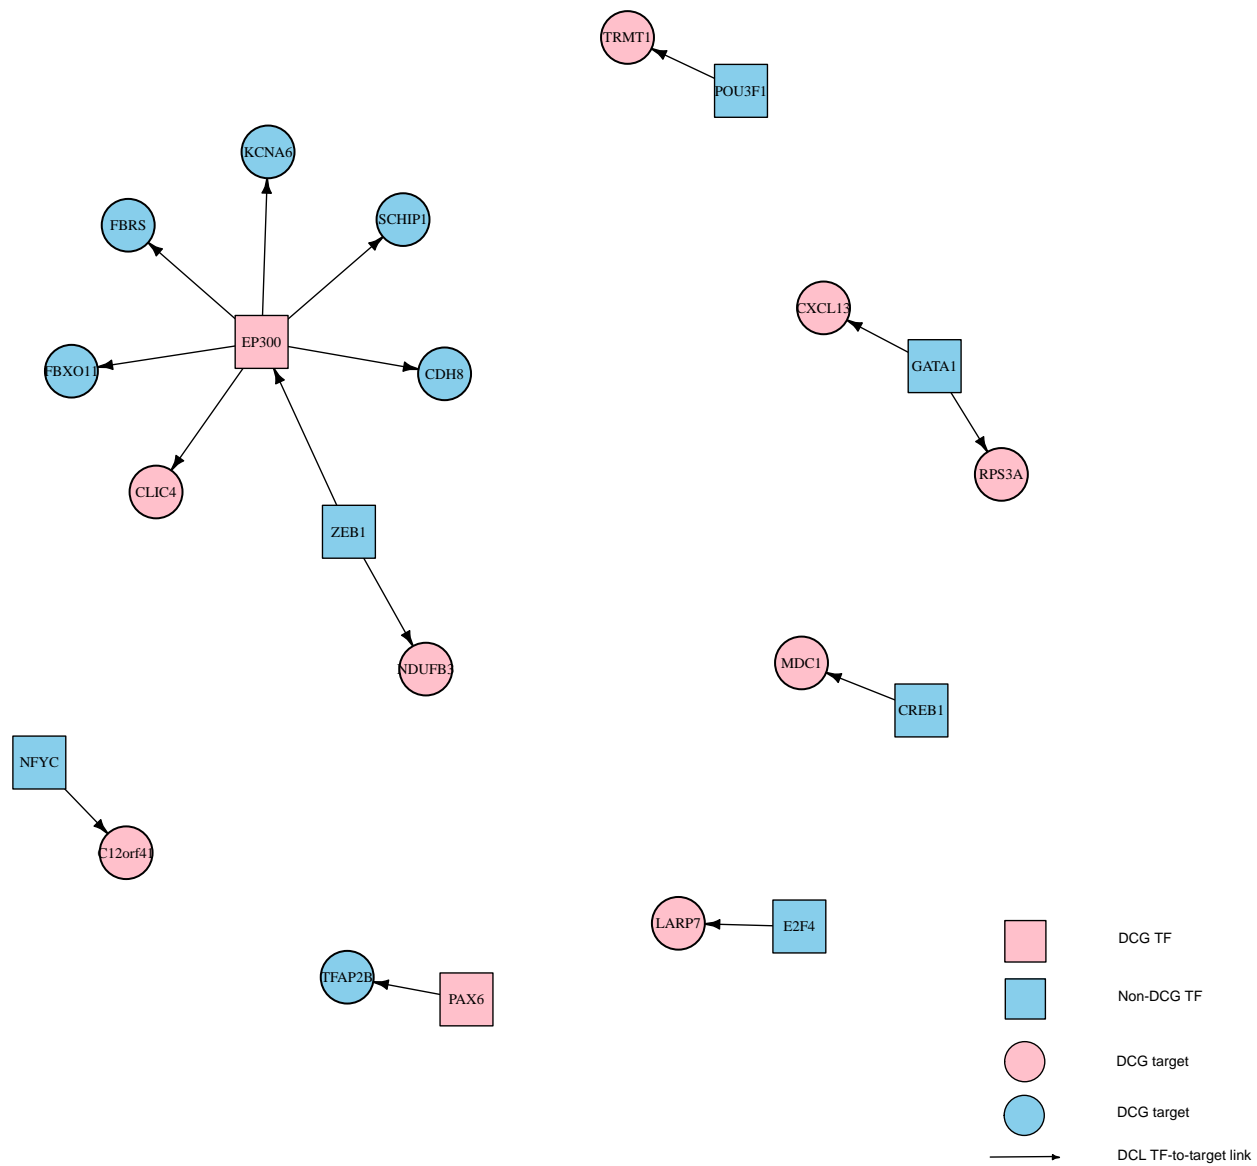 TRMT1
POU3F1
KCNA6
SCHIP1
FBRS
CXCL13
EP300
GATA1
FBXO11
CDH8
RPS3A
CLIC4
ZEB1
NDUFB3
MDC1
CREB1
NFYC
C12orf41
LARP7
E2F4
TFAP2B
PAX6
DCG TF
Non-DCG TF
DCG target
DCG target
DCL TF-to-target link